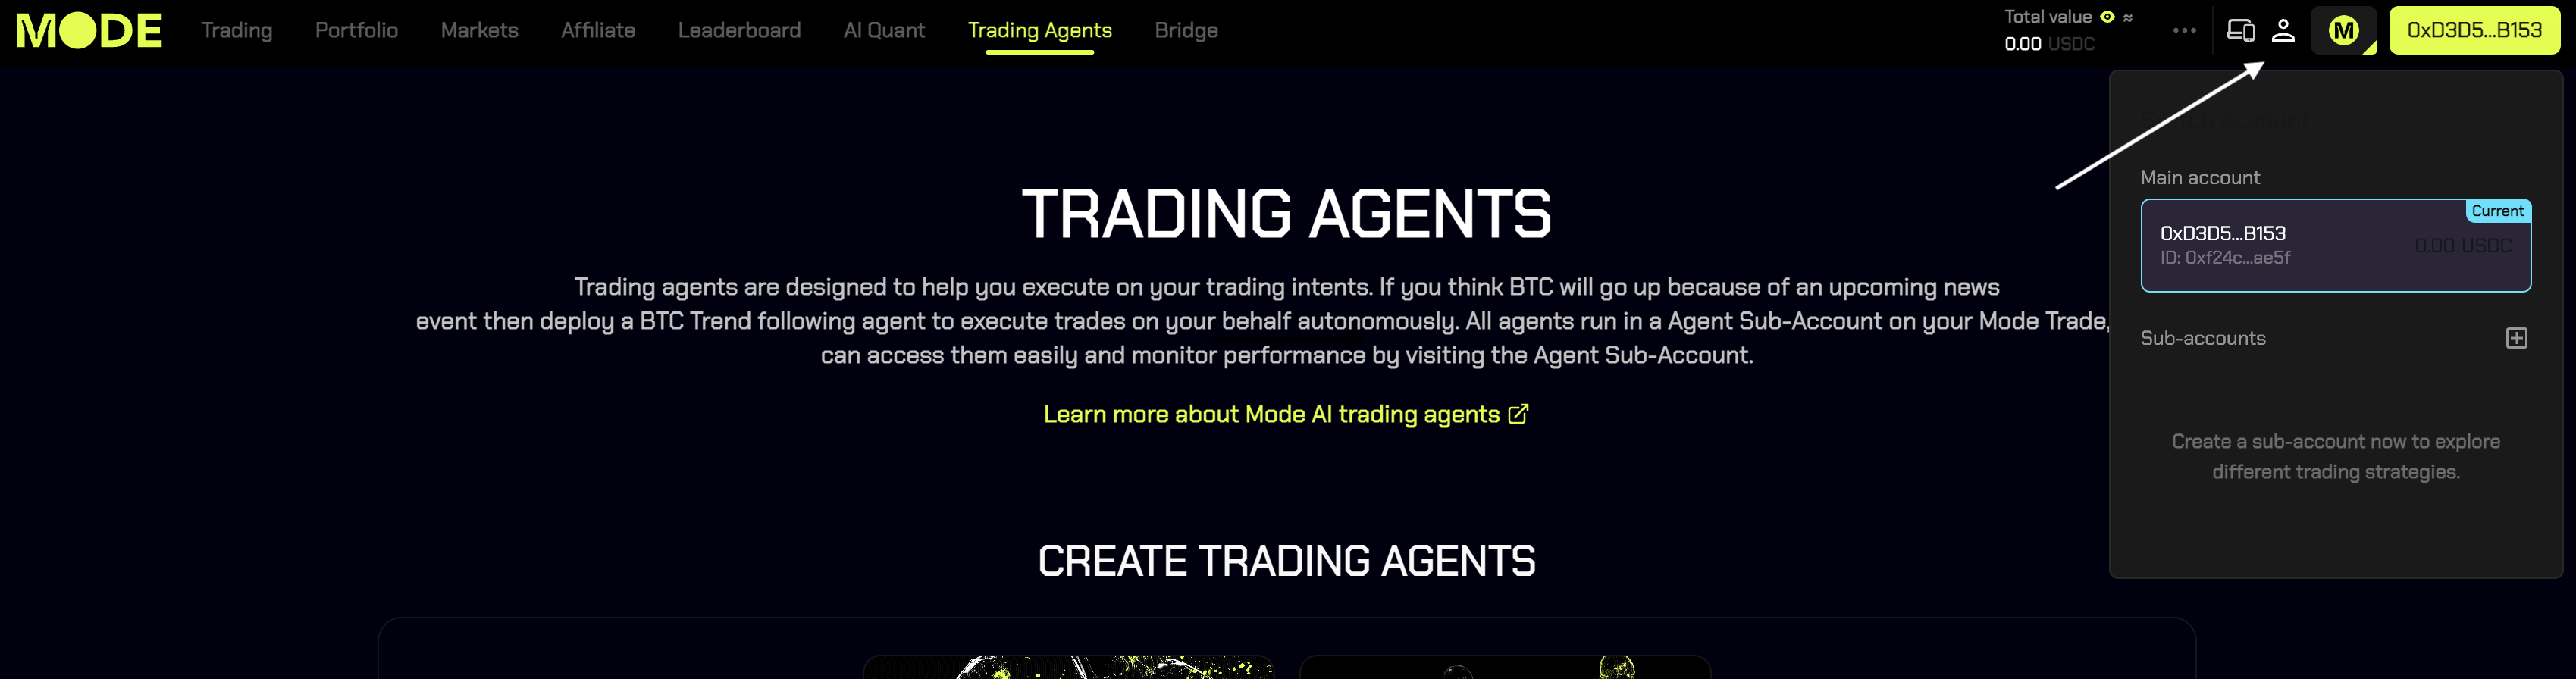 MODE
Trading Portfolio Markets Affiliate Leaderboard AI Quant Trading Agents Bridge
Total value ≈
0.00 USDC
M
0xD3D5...B153
Main account
Current
0xD3D5...B153
0.00 USDC
ID: 0xf24c...ae5f
Sub-accounts
Create a sub-account now to explore
different trading strategies.
TRADING AGENTS
Trading agents are designed to help you execute on your trading intents. If you think BTC will go up because of an upcoming news
event then deploy a BTC Trend following agent to execute trades on your behalf autonomously. All agents run in a Agent Sub-Account on your Mode Trade,
can access them easily and monitor performance by visiting the Agent Sub-Account.
Learn more about Mode AI trading agents
CREATE TRADING AGENTS